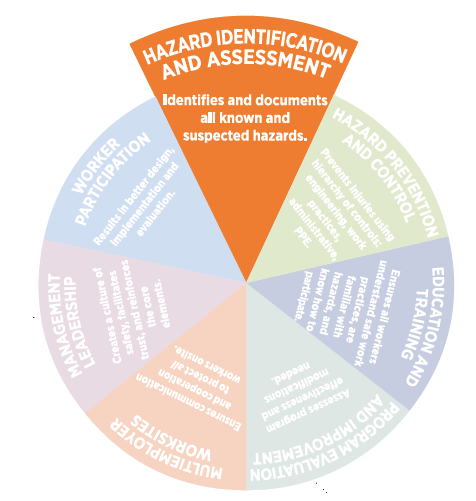 HAZARD IDENTIFICATION
AND ASSESSMENT
Identifies and documents
all known and
suspected hazards.
HAZARD PREVENTION
AND CONTROL
Prevents injuries using
hierarchy of controls:
engineering, work
practices,
administrative,
PPE.
EDUCATION AND
TRAINING
Ensure all workers
understand safe work
practices, are
familiar with
hazards, and
know how to
participate
PROGRAM EVALUATION
AND IMPROVEMENT
Assesses program
effectiveness and
modifications
needed.
MULTIEMPLOYER
WORKSITES
Ensures communication
and cooperation
to protect all
workers onsite.
MANAGEMENT
LEADERSHIP
Creates a culture of
safety, facilitates
trust, and reinforces
the core
elements.
WORKER
PARTICIPATION
Results in better design,
implementation and
evaluation.